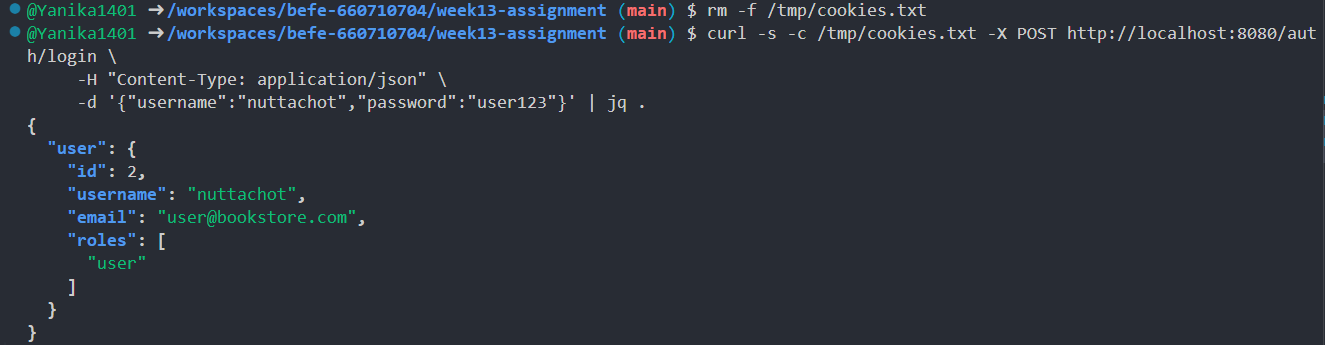 @Yanika1401 ➜ /workspaces/befe-660710704/week13-assignment (main) $ rm -f /tmp/cookies.txt
@Yanika1401 ➜ /workspaces/befe-660710704/week13-assignment (main) $ curl -s -c /tmp/cookies.txt -X POST http://localhost:8080/aut
h/login \
     -H "Content-Type: application/json" \
     -d '{"username":"nuttachot","password":"user123"}' | jq .
{
  "user": {
    "id": 2,
    "username": "nuttachot",
    "email": "user@bookstore.com",
    "roles": [
      "user"
    ]
  }
}